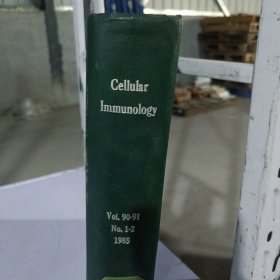 Cellular
Immunology
Vol. 90-91
No. 1-2
1985